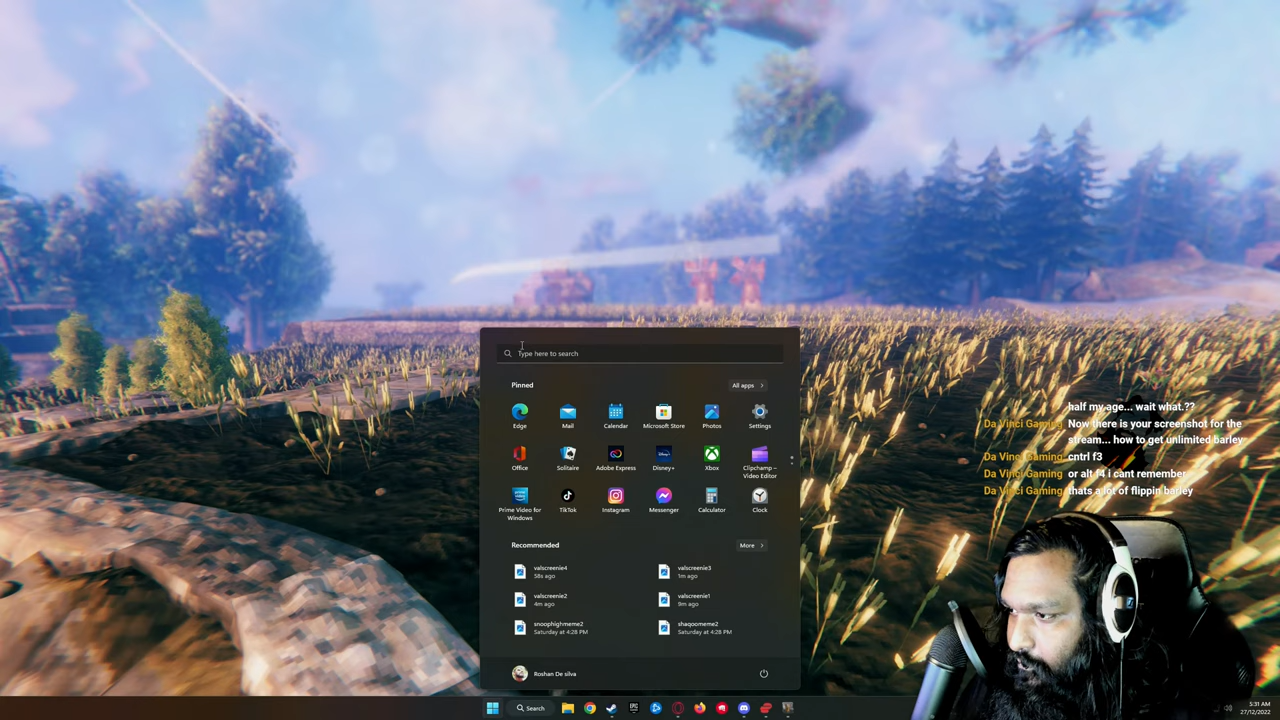 Type here to search
Pinned
All apps
Edge
Mail
Calendar
Microsoft Store
Photos
Settings
Office
Solitaire
Adobe Express
Disney+
Xbox
Clipchamp –
Video Editor
Prime Video for
Windows
TikTok
Instagram
Messenger
Calculator
Clock
Recommended
More
valscreenie4
58s ago
valscreenie3
1m ago
valscreenie2
4m ago
valscreenie1
9m ago
snoophighmeme2
Saturday at 4:28 PM
shaqoomeme2
Saturday at 4:28 PM
Roshan De silva
half my age... wait what.??
Da Vinci Gaming Now there is your screenshot for the
stream... how to get unlimited barley
Da Vinci Gaming cntrl f3
Da Vinci Gaming or alt f4 i cant remember
Da Vinci Gaming thats a lot of flippin barley
Search
5:31 AM
27/12/2022